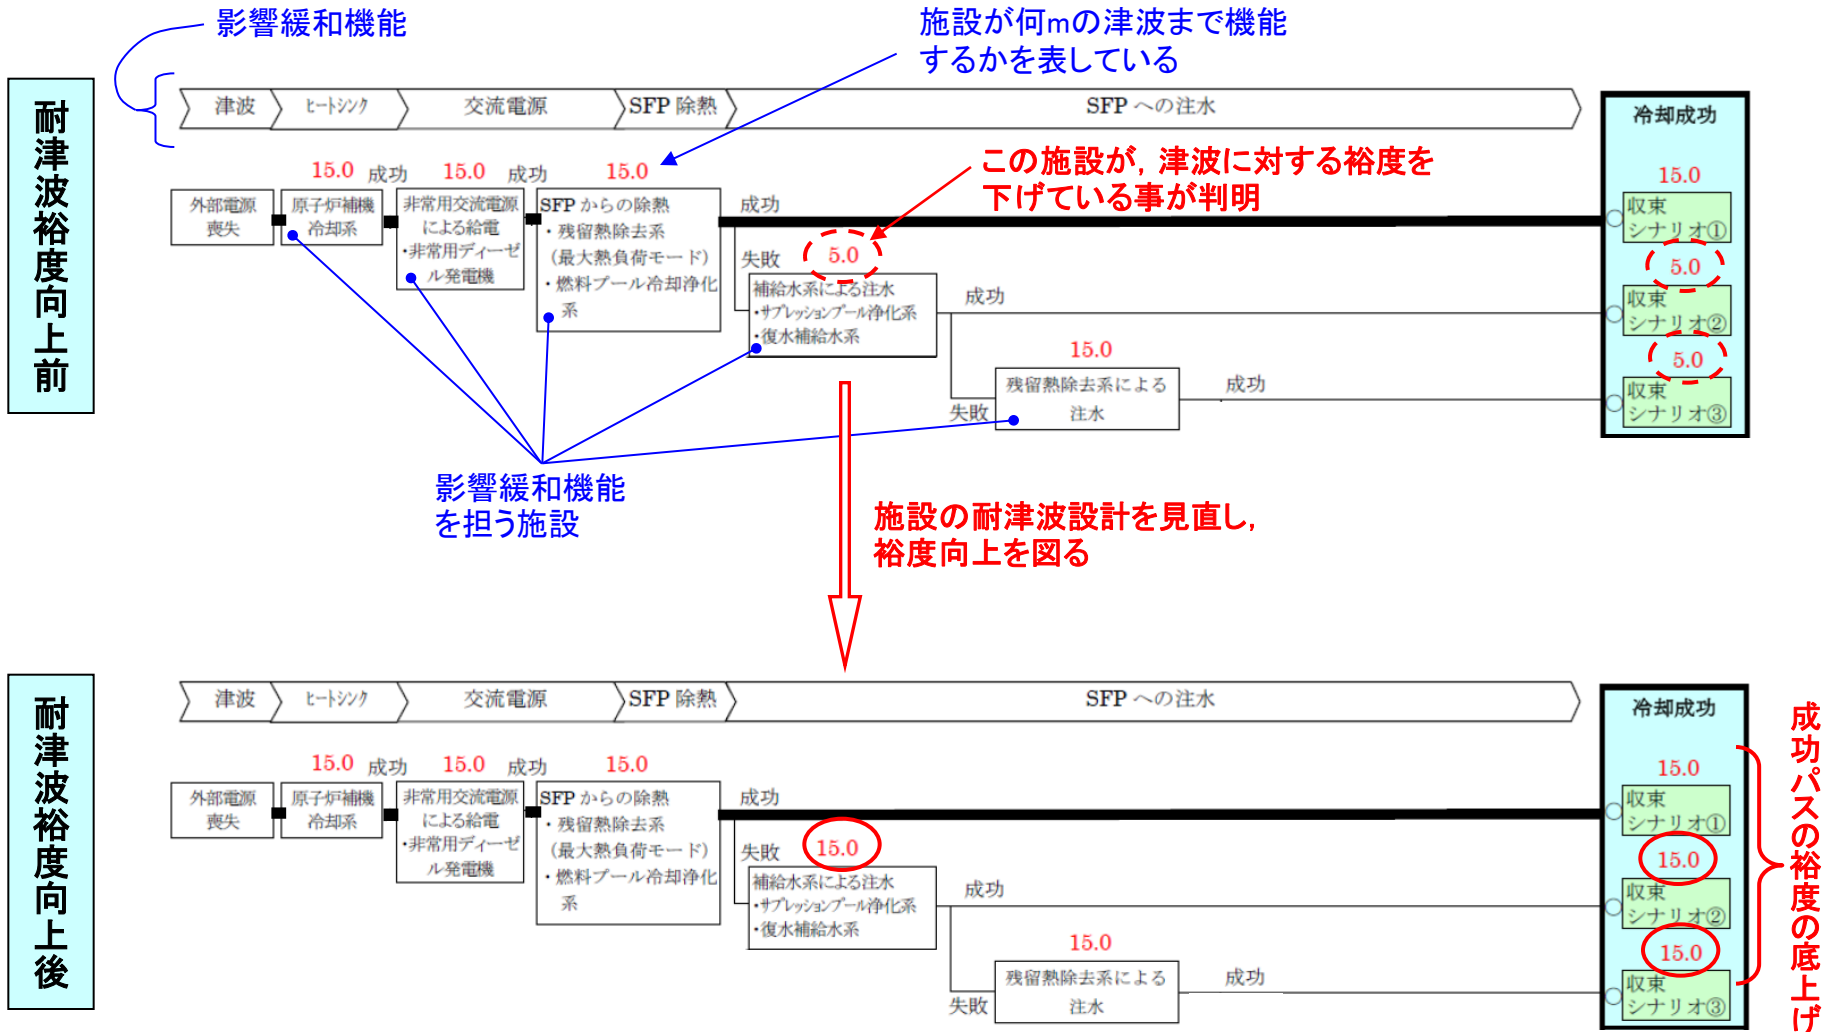 影響緩和機能
施設が何mの津波まで機能
するかを表している
耐津波裕度向上前
津波
ヒートシンク
交流電源
SFP 除熱
SFP への注水
冷却成功
15.0
成功
15.0
成功
15.0
この施設が，津波に対する裕度を
下げている事が判明
15.0
外部電源
喪失
原子炉補機
冷却系
非常用交流電源
による給電
・非常用ディーゼ
ル発電機
SFP からの除熱
・残留熱除去系
（最大熱負荷モード）
・燃料プール冷却浄化
系
成功
収束
シナリオ①
失敗
5.0
5.0
補給水系による注水
・サプレッションプール浄化系
・復水補給水系
成功
収束
シナリオ②
15.0
5.0
残留熱除去系による
注水
失敗
成功
収束
シナリオ③
影響緩和機能
を担う施設
施設の耐津波設計を見直し，
裕度向上を図る
耐津波裕度向上後
津波
ヒートシンク
交流電源
SFP 除熱
SFP への注水
冷却成功
15.0
成功
15.0
成功
15.0
15.0
外部電源
喪失
原子炉補機
冷却系
非常用交流電源
による給電
・非常用ディーゼ
ル発電機
SFP からの除熱
・残留熱除去系
（最大熱負荷モード）
・燃料プール冷却浄化
系
成功
収束
シナリオ①
失敗
15.0
15.0
補給水系による注水
・サプレッションプール浄化系
・復水補給水系
成功
収束
シナリオ②
15.0
15.0
残留熱除去系による
注水
失敗
成功
収束
シナリオ③
成功パスの裕度の底上げ